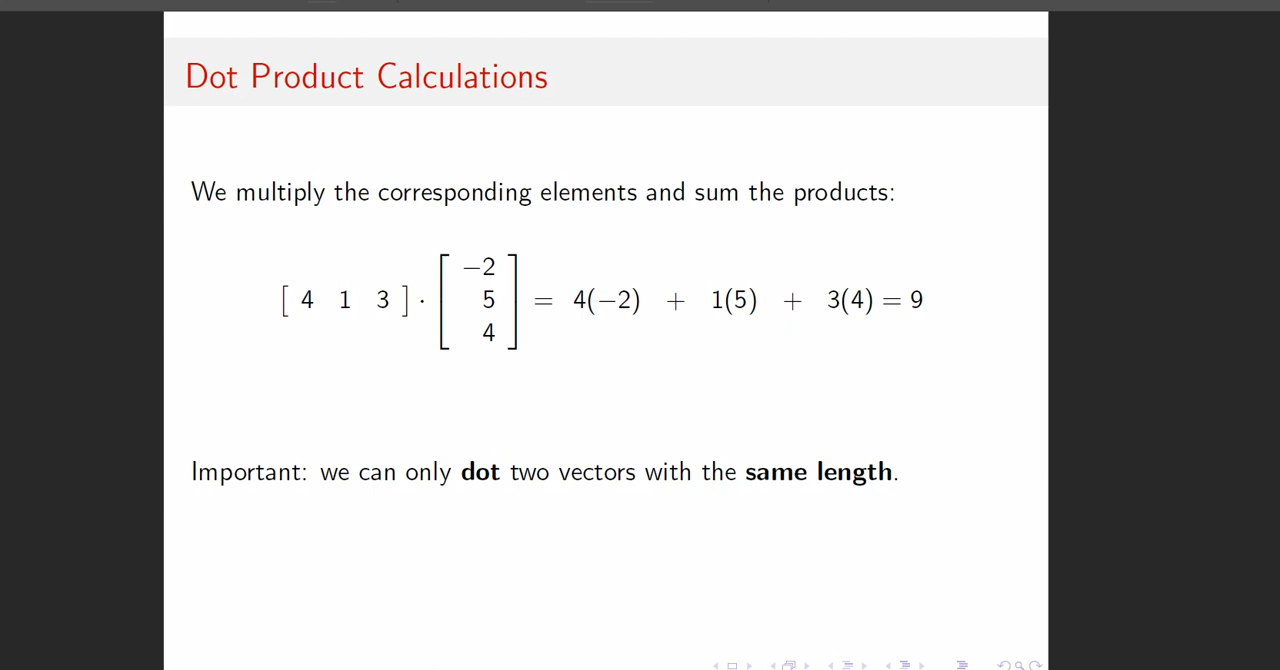 Dot Product Calculations
We multiply the corresponding elements and sum the products:
[ 4 1 3 ] · [ −2 5 4 ] = 4(−2) + 1(5) + 3(4) = 9
Important: we can only dot two vectors with the same length.